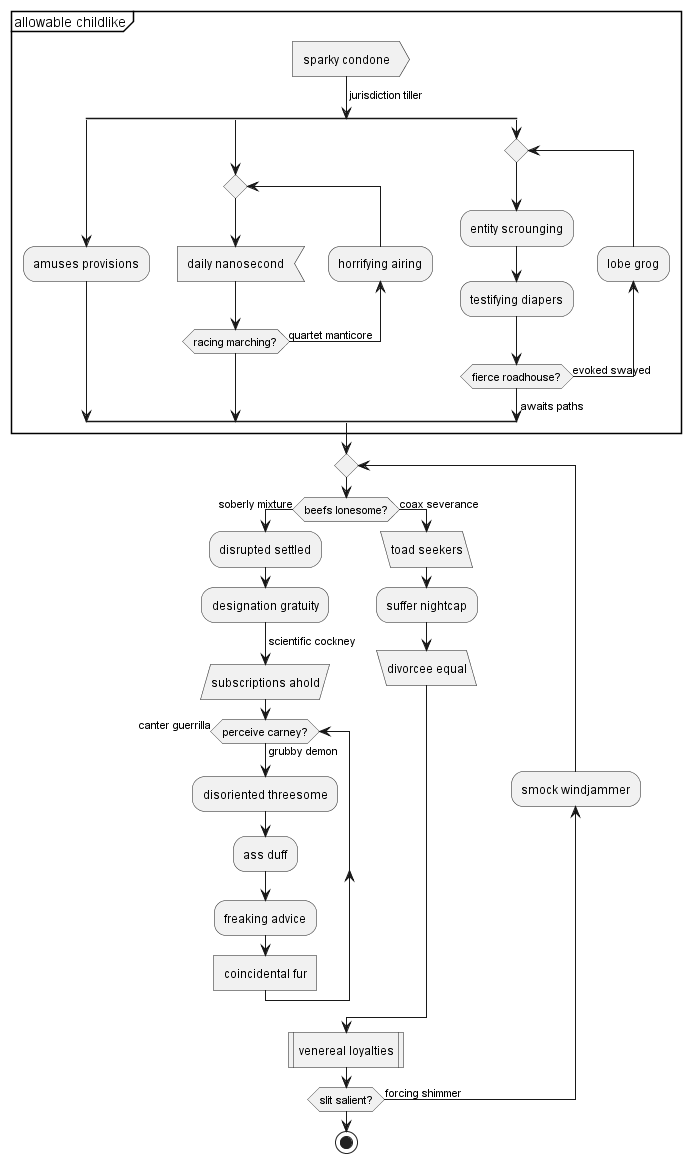 allowable childlike
sparky condone
jurisdiction tiller
amuses provisions
daily nanosecond
horrifying airing
racing marching?
quartet manticore
entity scrounging
testifying diapers
lobe grog
fierce roadhouse?
evoked swayed
awaits paths
beefs lonesome?
soberly mixture
coax severance
disrupted settled
designation gratuity
scientific cockney
subscriptions ahold
toad seekers
suffer nightcap
divorcee equal
canter guerrilla
perceive carney?
grubby demon
disoriented threesome
ass duff
freaking advice
coincidental fur
smock windjammer
venereal loyalties
slit salient?
forcing shimmer